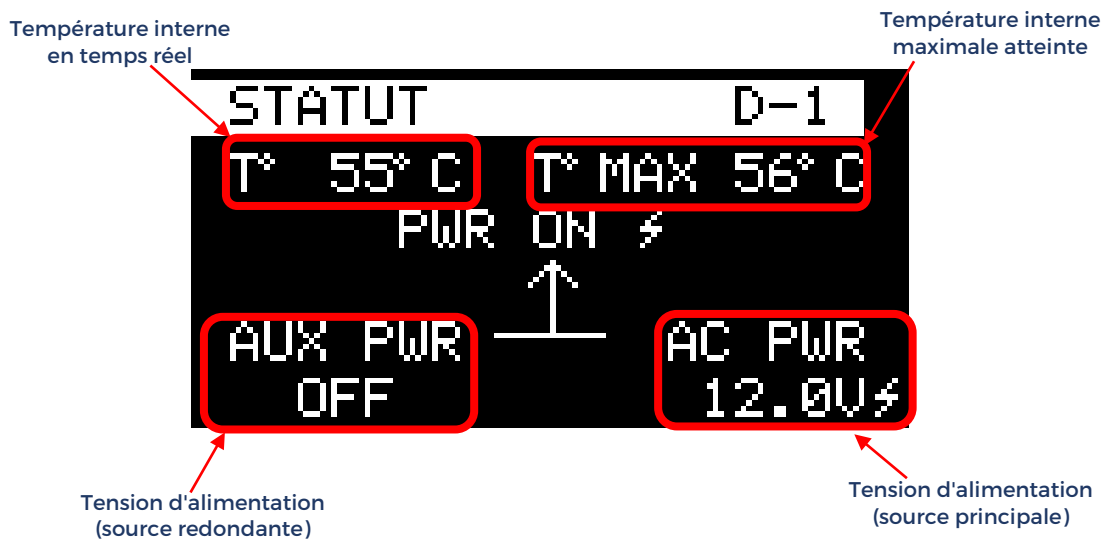 Température interne
en temps réel
Température interne
maximale atteinte
STATUT D-1
T° 55°C T° MAX 56°C
PWR ON ⚡
AUX PWR AC PWR
OFF 12.0V⚡
Tension d'alimentation
(source redondante)
Tension d'alimentation
(source principale)